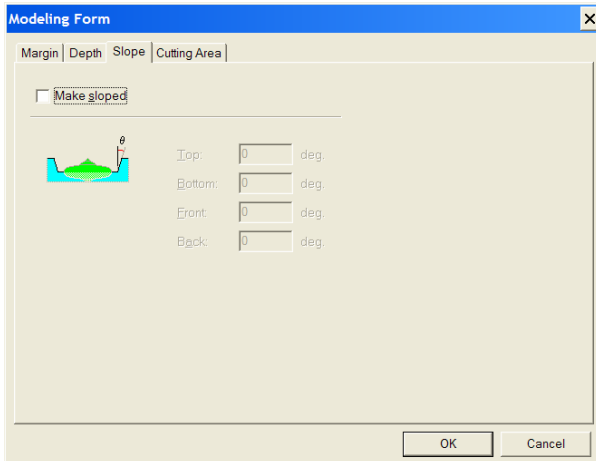 Modeling Form
Margin Depth Slope Cutting Area
Make sloped
θ
Top: 0 deg.
Bottom: 0 deg.
Front: 0 deg.
Back: 0 deg.
OK Cancel